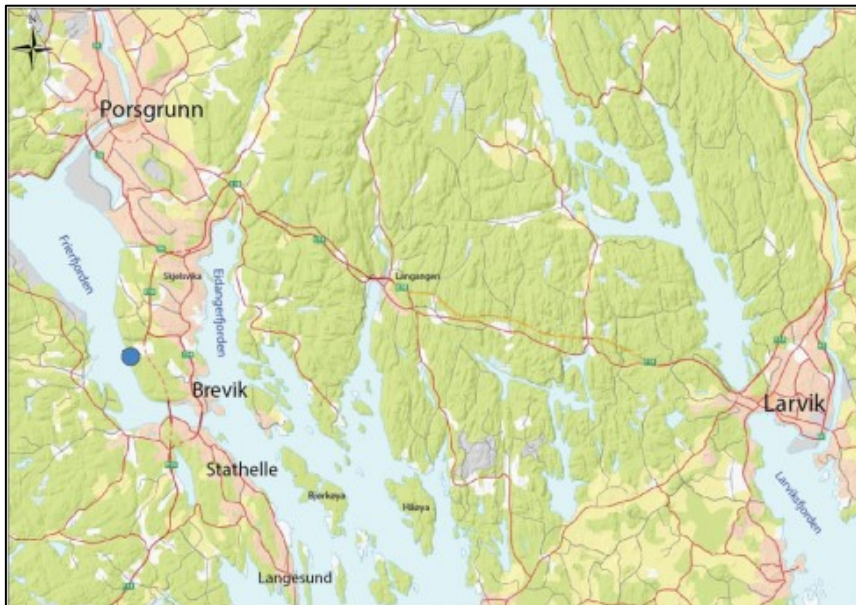 N
Porsgrunn
Frierfjorden
Skjelsvika
Eidangerfjorden
Langangen
Brevik
Larvik
Stathelle
Bjørkøya
Håøya
Larviksfjorden
Langesund